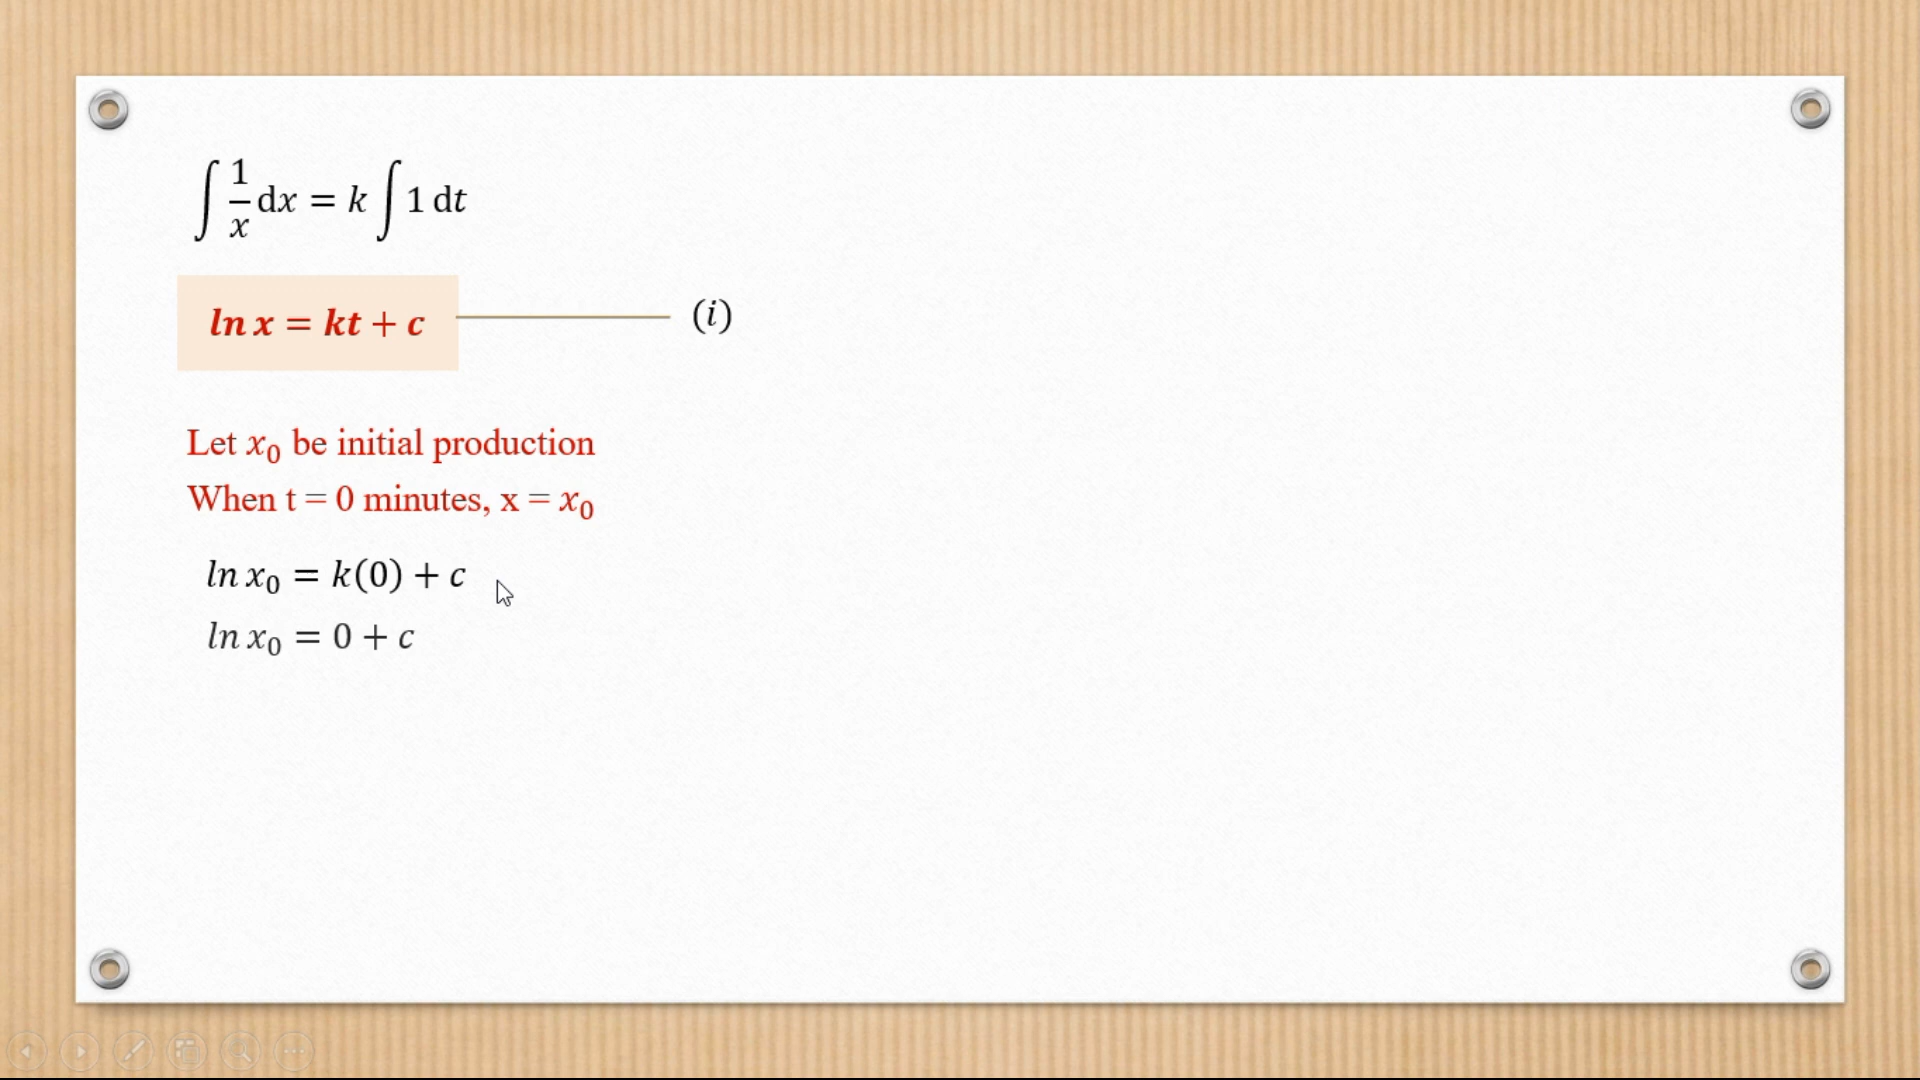 ∫ 1/x dx = k ∫ 1 dt
ln x = kt + c (i)
Let x₀ be initial production
When t = 0 minutes, x = x₀
ln x₀ = k(0) + c
ln x₀ = 0 + c